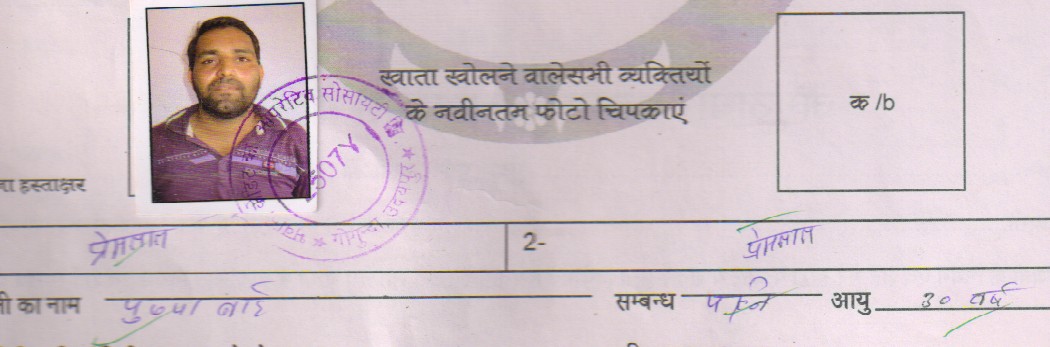 खाता खोलने वालेसभी व्यक्तियों
के नवीनतम फोटो चिपकाएं
क /b
हस्ताक्षर
सोसायटी लि. * गोगुन्दा, उदयपुर *
प्रेमलाल
2- प्रेमलाल
का नाम पुष्पा बाई सम्बन्ध पत्नि आयु 30 वर्ष